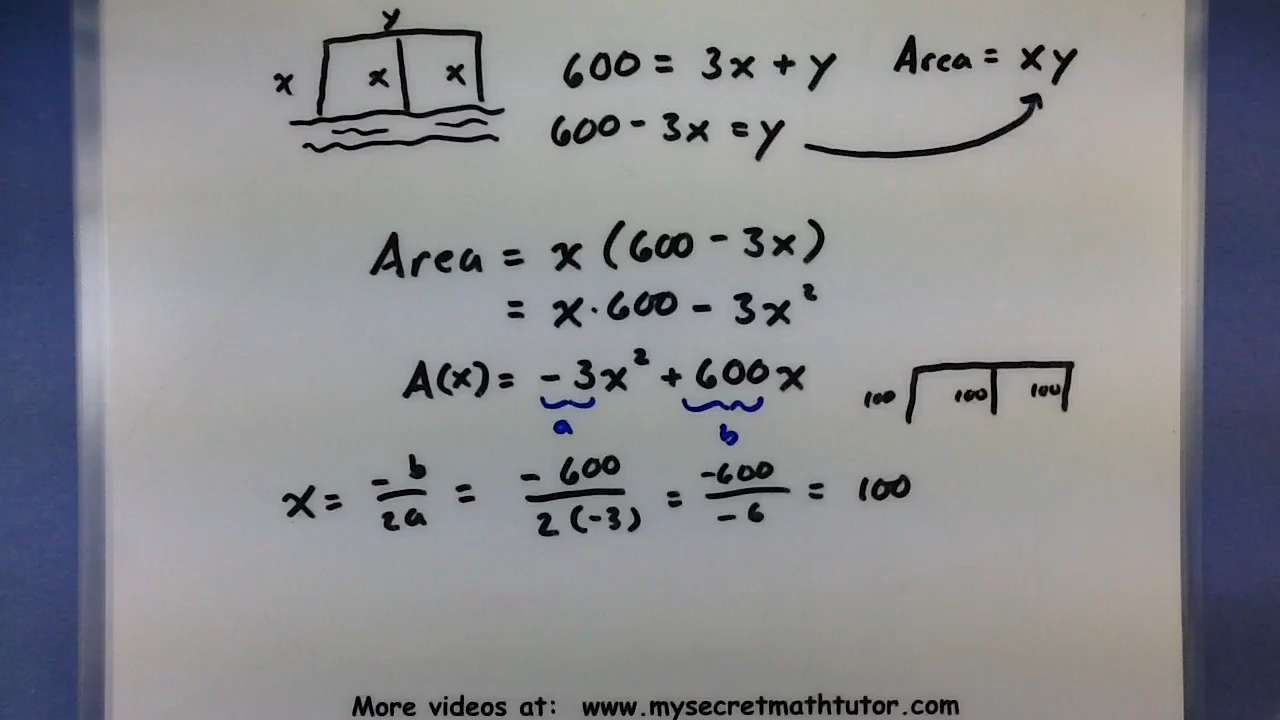 y
x x x
600 = 3x + y Area = xy
600 - 3x = y
Area = x (600 - 3x)
= x · 600 - 3x²
A(x) = -3x² + 600x
a b
100 100 100
x = -b/2a = -600/2(-3) = -600/-6 = 100
More videos at: www.mysecretmathtutor.com